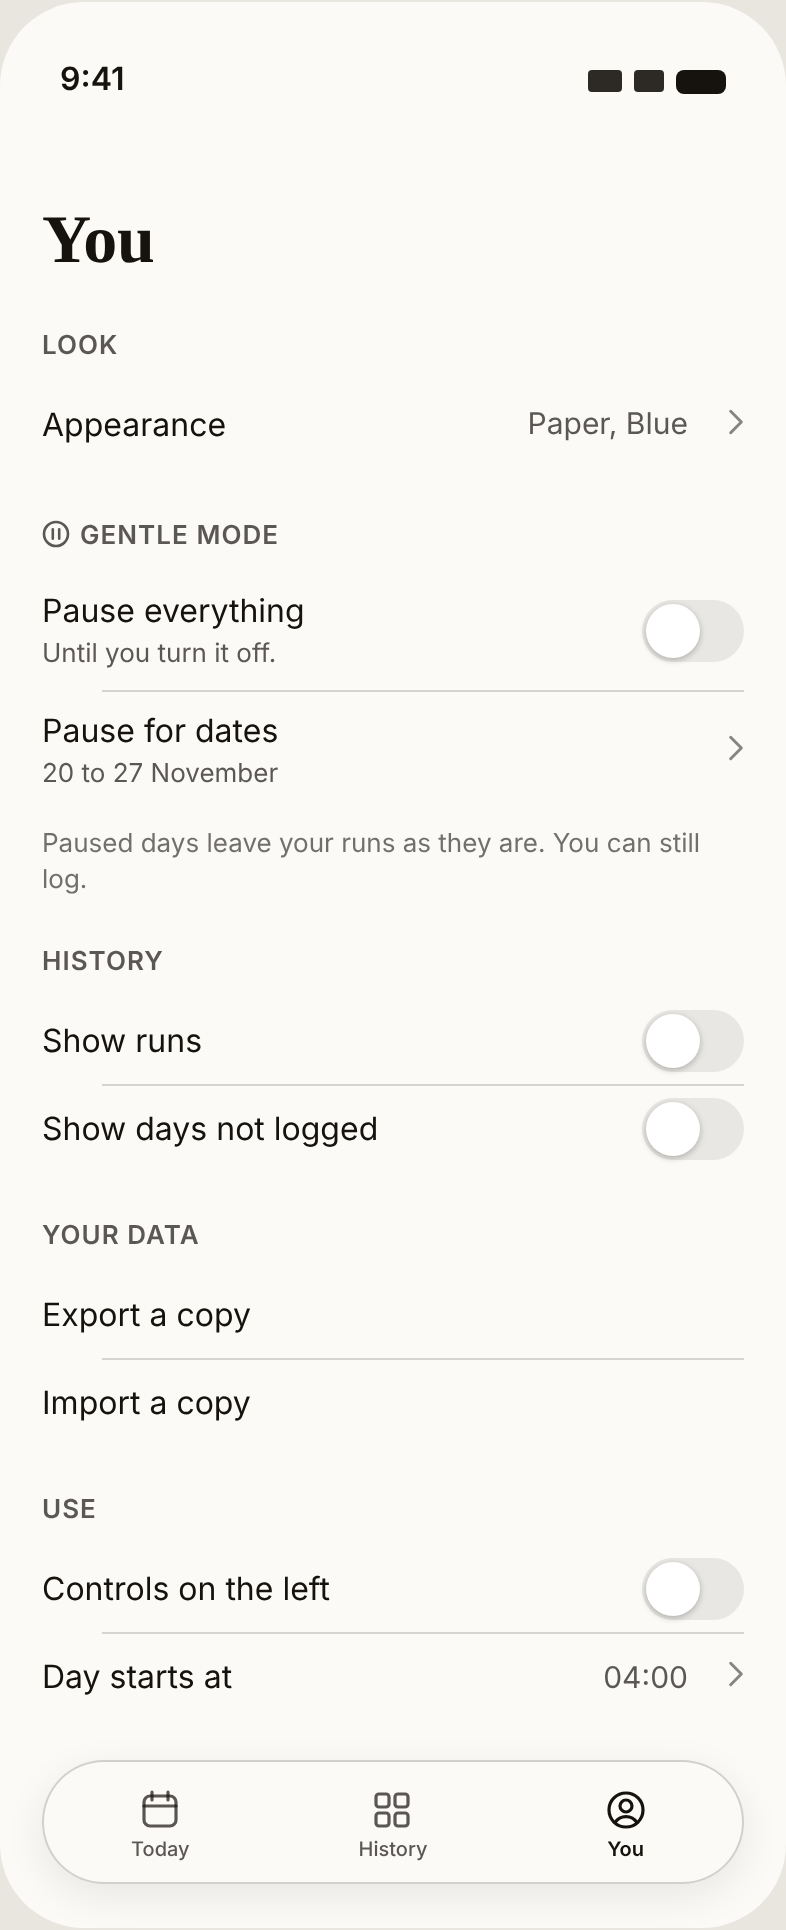 9:41
You
LOOK
Appearance
Paper, Blue
GENTLE MODE
Pause everything
Until you turn it off.
Pause for dates
20 to 27 November
Paused days leave your runs as they are. You can still
log.
HISTORY
Show runs
Show days not logged
YOUR DATA
Export a copy
Import a copy
USE
Controls on the left
Day starts at
04:00
Today
History
You